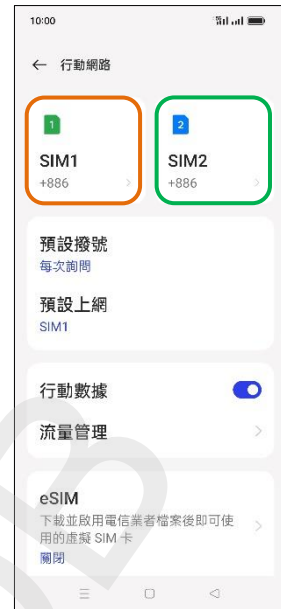 10:00
← 行動網路
1
2
SIM1
SIM2
+886
+886
預設撥號
每次詢問
預設上網
SIM1
行動數據
流量管理
eSIM
下載並啟用電信業者檔案後即可使
用的虛擬 SIM 卡
關閉